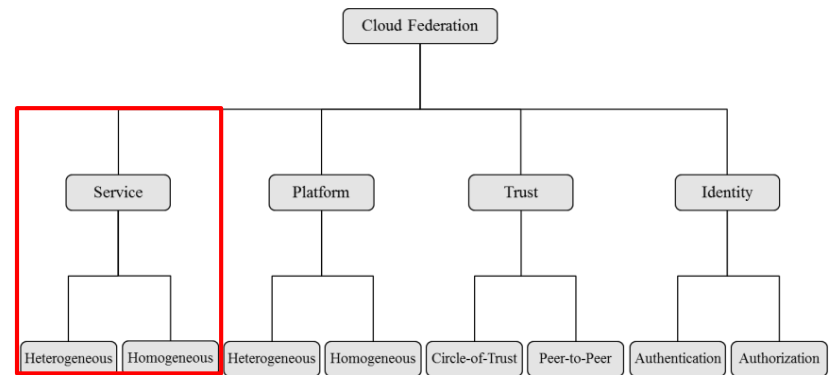 Cloud Federation
Service
Platform
Trust
Identity
Heterogeneous
Homogeneous
Heterogeneous
Homogeneous
Circle-of-Trust
Peer-to-Peer
Authentication
Authorization